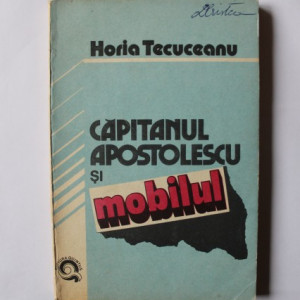 Horia Tecuceanu
CĂPITANUL
APOSTOLESCU
ȘI
mobilul